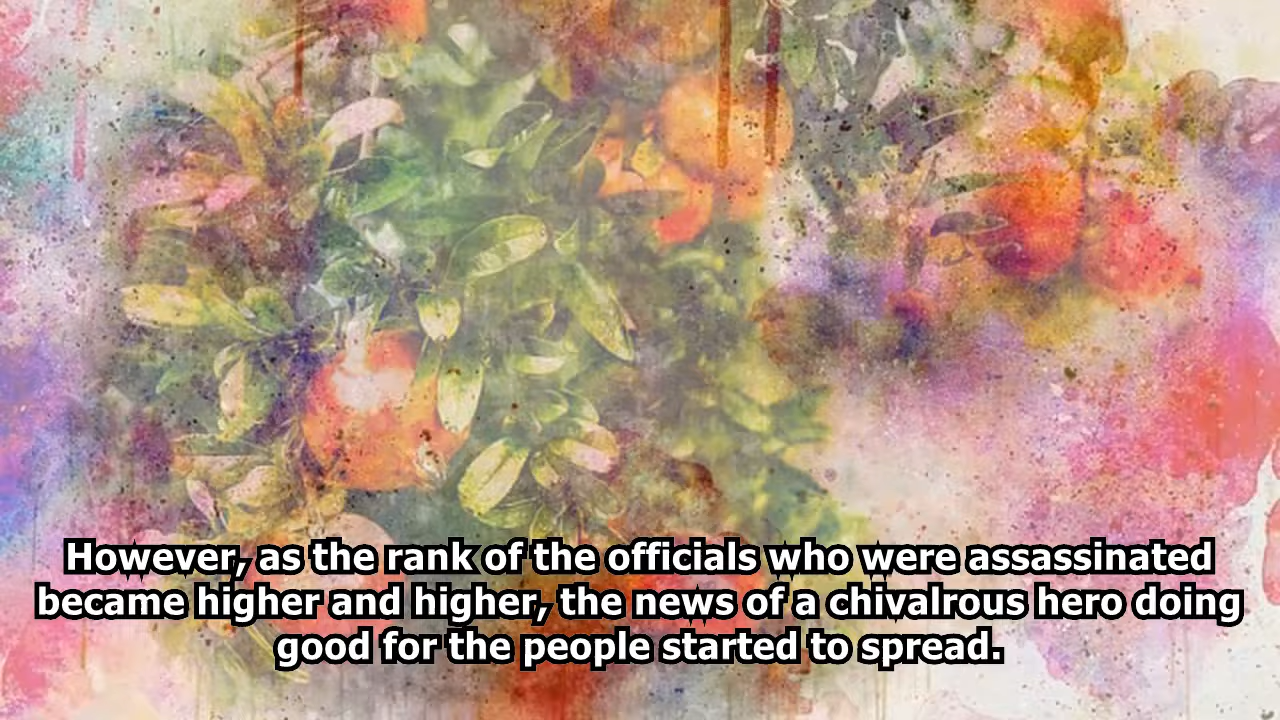 However, as the rank of the officials who were assassinated
became higher and higher, the news of a chivalrous hero doing
good for the people started to spread.